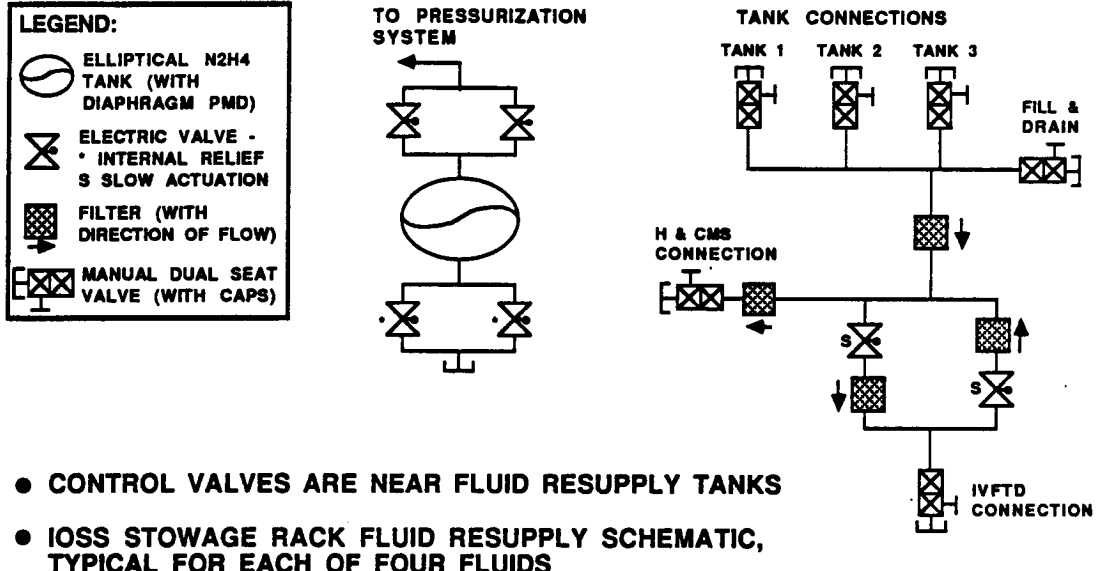 LEGEND:
ELLIPTICAL N2H4
TANK (WITH
DIAPHRAGM PMD)
ELECTRIC VALVE -
* INTERNAL RELIEF
S SLOW ACTUATION
FILTER (WITH
DIRECTION OF FLOW)
MANUAL DUAL SEAT
VALVE (WITH CAPS)
TO PRESSURIZATION
SYSTEM
*
*
TANK CONNECTIONS
TANK 1
TANK 2
TANK 3
FILL &
DRAIN
H & CMS
CONNECTION
S
S
IVFTD
CONNECTION
● CONTROL VALVES ARE NEAR FLUID RESUPPLY TANKS
● IOSS STOWAGE RACK FLUID RESUPPLY SCHEMATIC,
TYPICAL FOR EACH OF FOUR FLUIDS